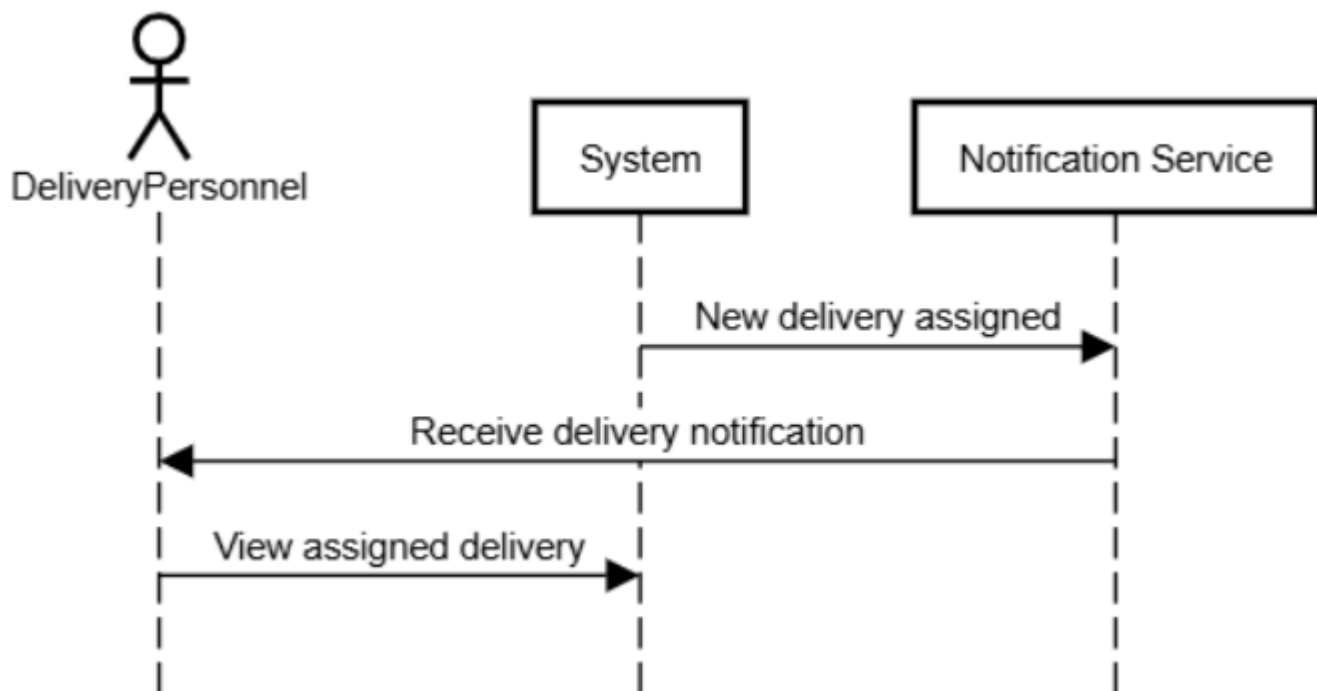 System
Notification Service
DeliveryPersonnel
New delivery assigned
Receive delivery notification
View assigned delivery